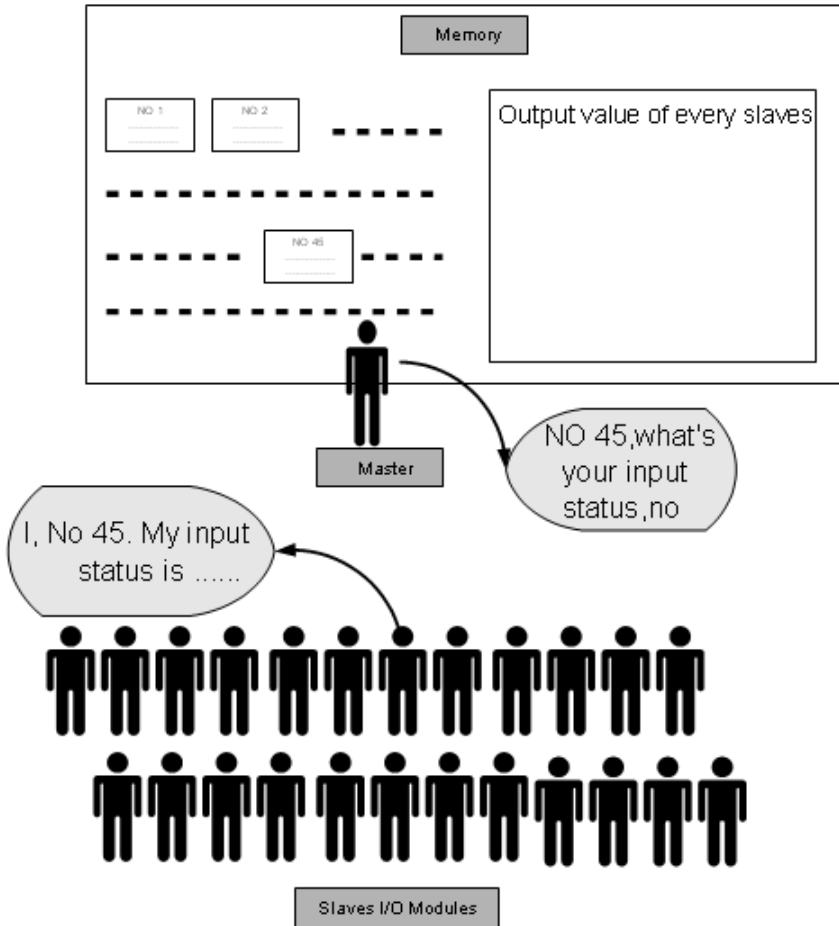 Memory
NO 1
NO 2
Output value of every slaves
NO 45
Master
NO 45,what's
your input
status,no
I, No 45. My input
status is ......
Slaves I/O Modules